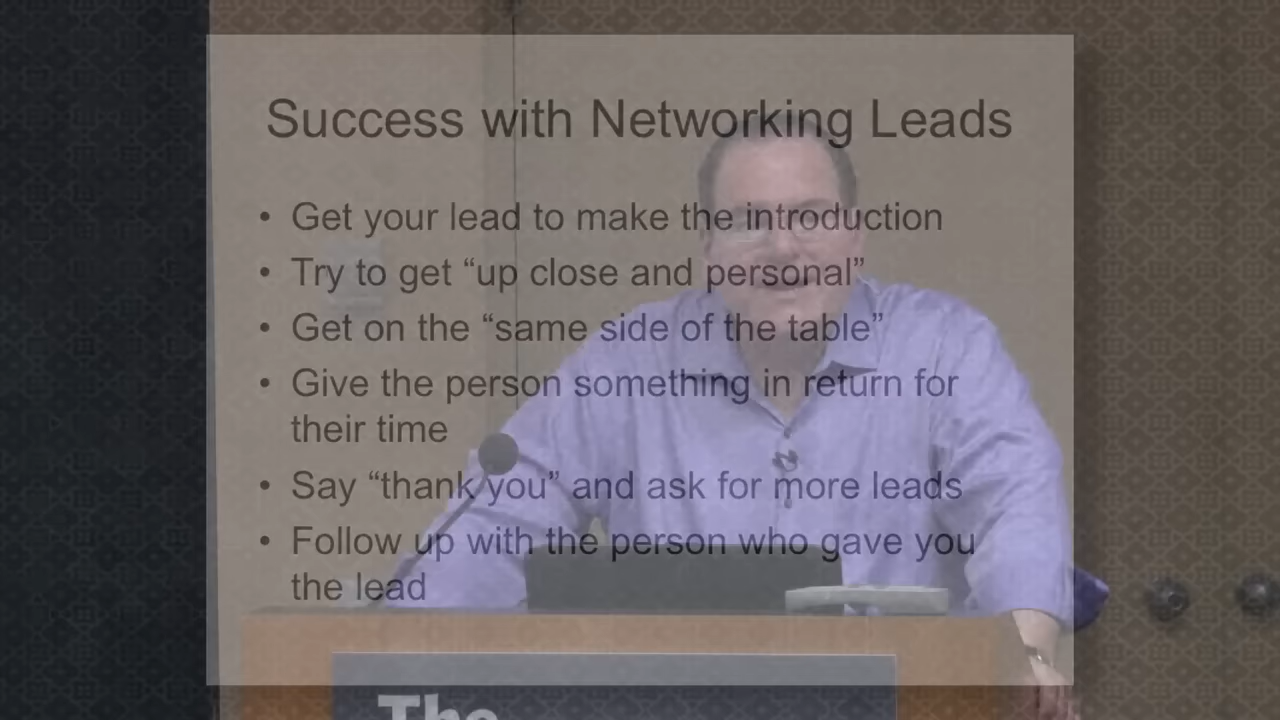 Success with Networking Leads
• Get your lead to make the introduction
• Try to get “up close and personal”
• Get on the “same side of the table”
• Give the person something in return for
their time
• Say “thank you” and ask for more leads
• Follow up with the person who gave you
the lead
The